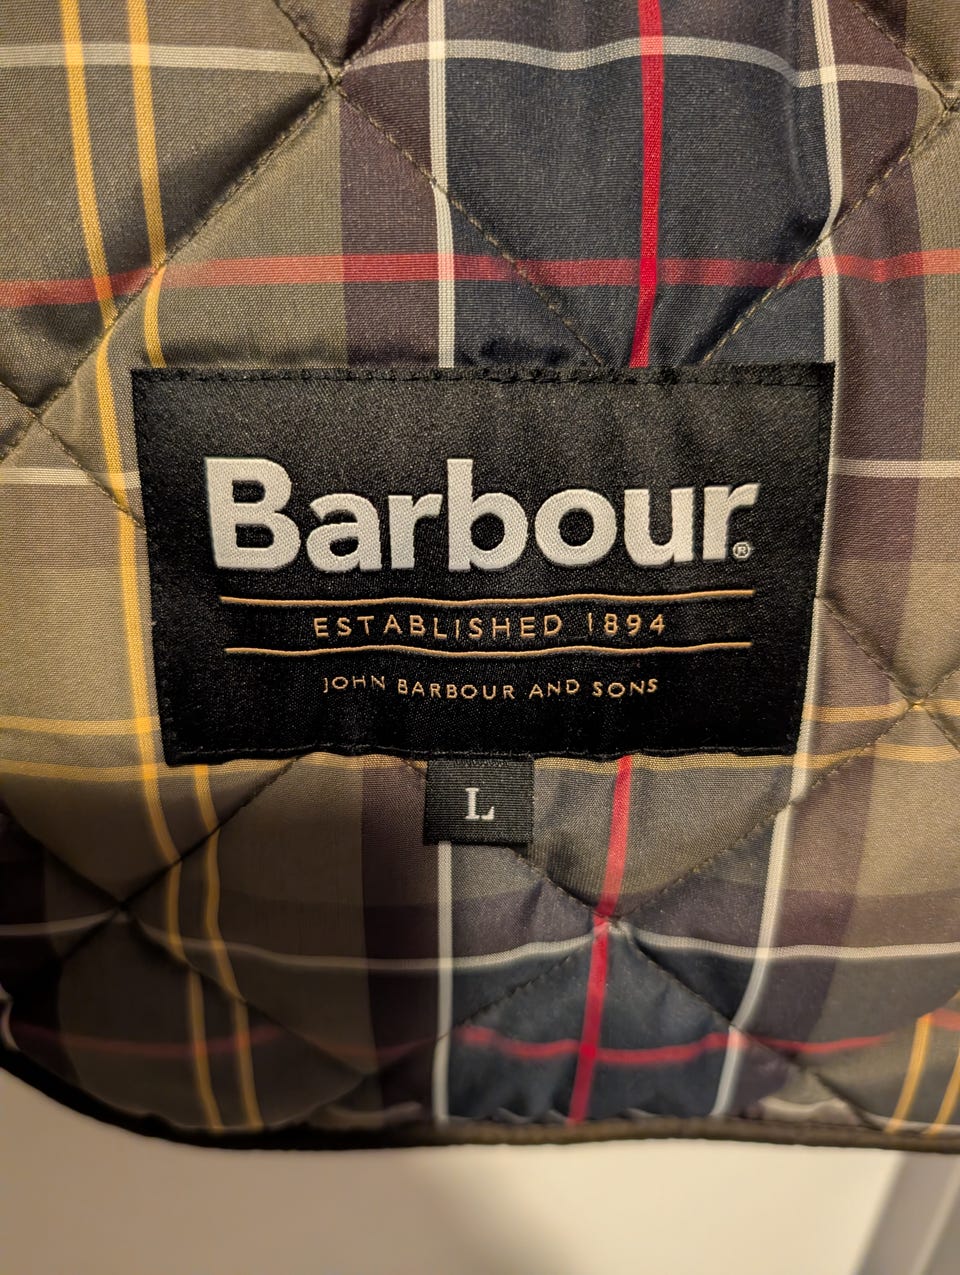 Barbour®
ESTABLISHED 1894
JOHN BARBOUR AND SONS
L